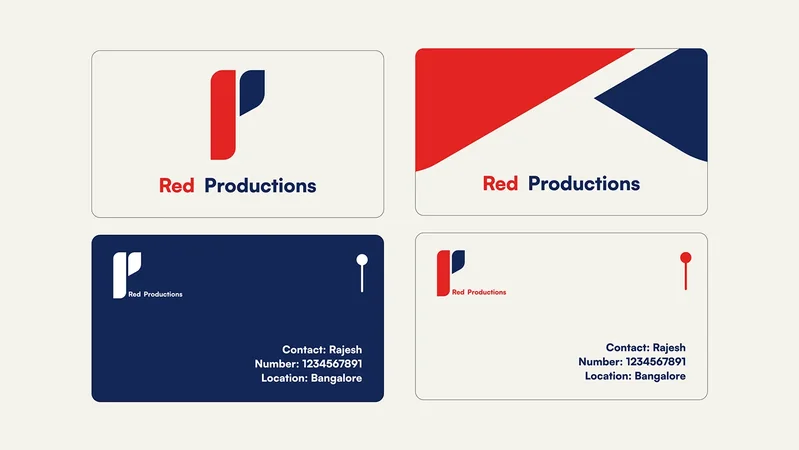 Red Productions
Red Productions
Red Productions
Contact: Rajesh
Number: 1234567891
Location: Bangalore
Red Productions
Contact: Rajesh
Number: 1234567891
Location: Bangalore